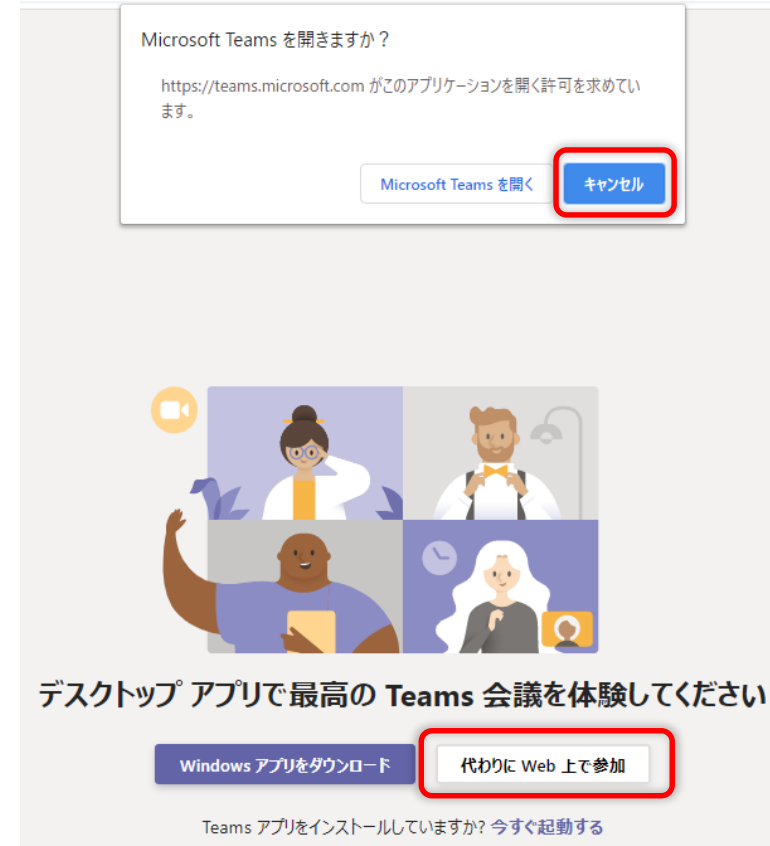 Microsoft Teams を開きますか？
https://teams.microsoft.com がこのアプリケーションを開く許可を求めてい
ます。
Microsoft Teams を開く
キャンセル
デスクトップ アプリで最高の Teams 会議を体験してください
Windows アプリをダウンロード
代わりに Web 上で参加
Teams アプリをインストールしていますか? 今すぐ起動する